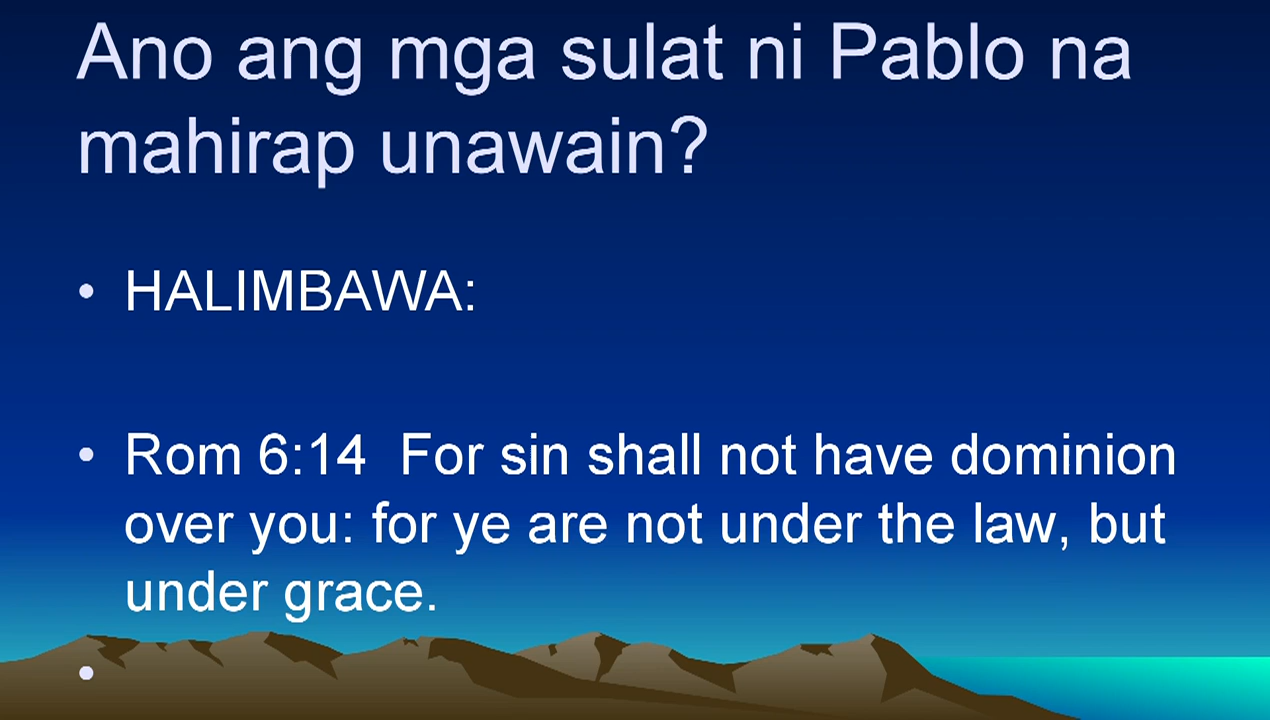 Ano ang mga sulat ni Pablo na
mahirap unawain?
• HALIMBAWA:
• Rom 6:14  For sin shall not have dominion
over you: for ye are not under the law, but
under grace.
•